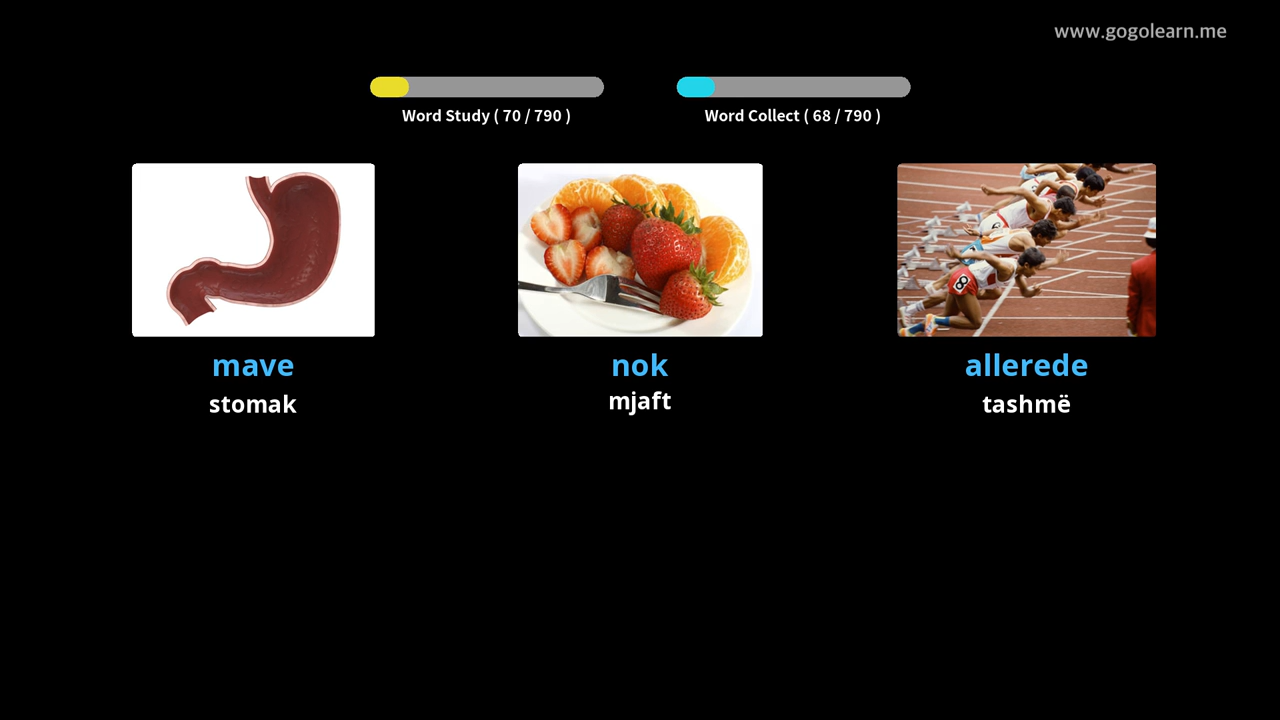 www.gogolearn.me
Word Study ( 70 / 790 )
Word Collect ( 68 / 790 )
mave
stomak
nok
mjaft
allerede
tashmë